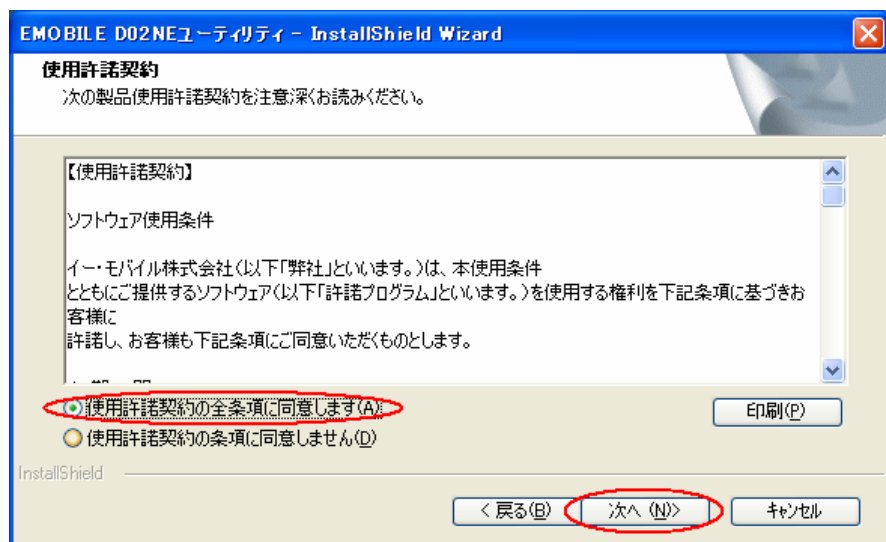 EMOBILE D02NEユーティリティ - InstallShield Wizard
使用許諾契約
次の製品使用許諾契約を注意深くお読みください。
【使用許諾契約】
ソフトウェア使用条件
イー・モバイル株式会社(以下「弊社」といいます。)は、本使用条件
とともにご提供するソフトウェア(以下「許諾プログラム」といいます。)を使用する権利を下記条項に基づきお
客様に
許諾し、お客様も下記条項にご同意いただくものとします。
使用許諾契約の全条項に同意します(A)
印刷(P)
使用許諾契約の条項に同意しません(D)
InstallShield
< 戻る(B)
次へ (N)>
キャンセル